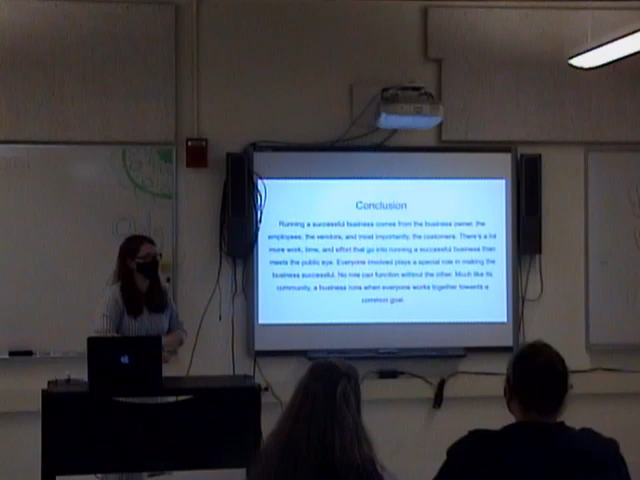 Conclusion
Running a successful business comes from the business owner, the
employees, the vendors, and most importantly, the customers. There's a lot
more work, time, and effort that go into running a successful business than
meets the public eye. Everyone involved plays a special role in making the
business successful. No role can function without the other. Much like its
community, a business runs when everyone works together towards a
common goal.